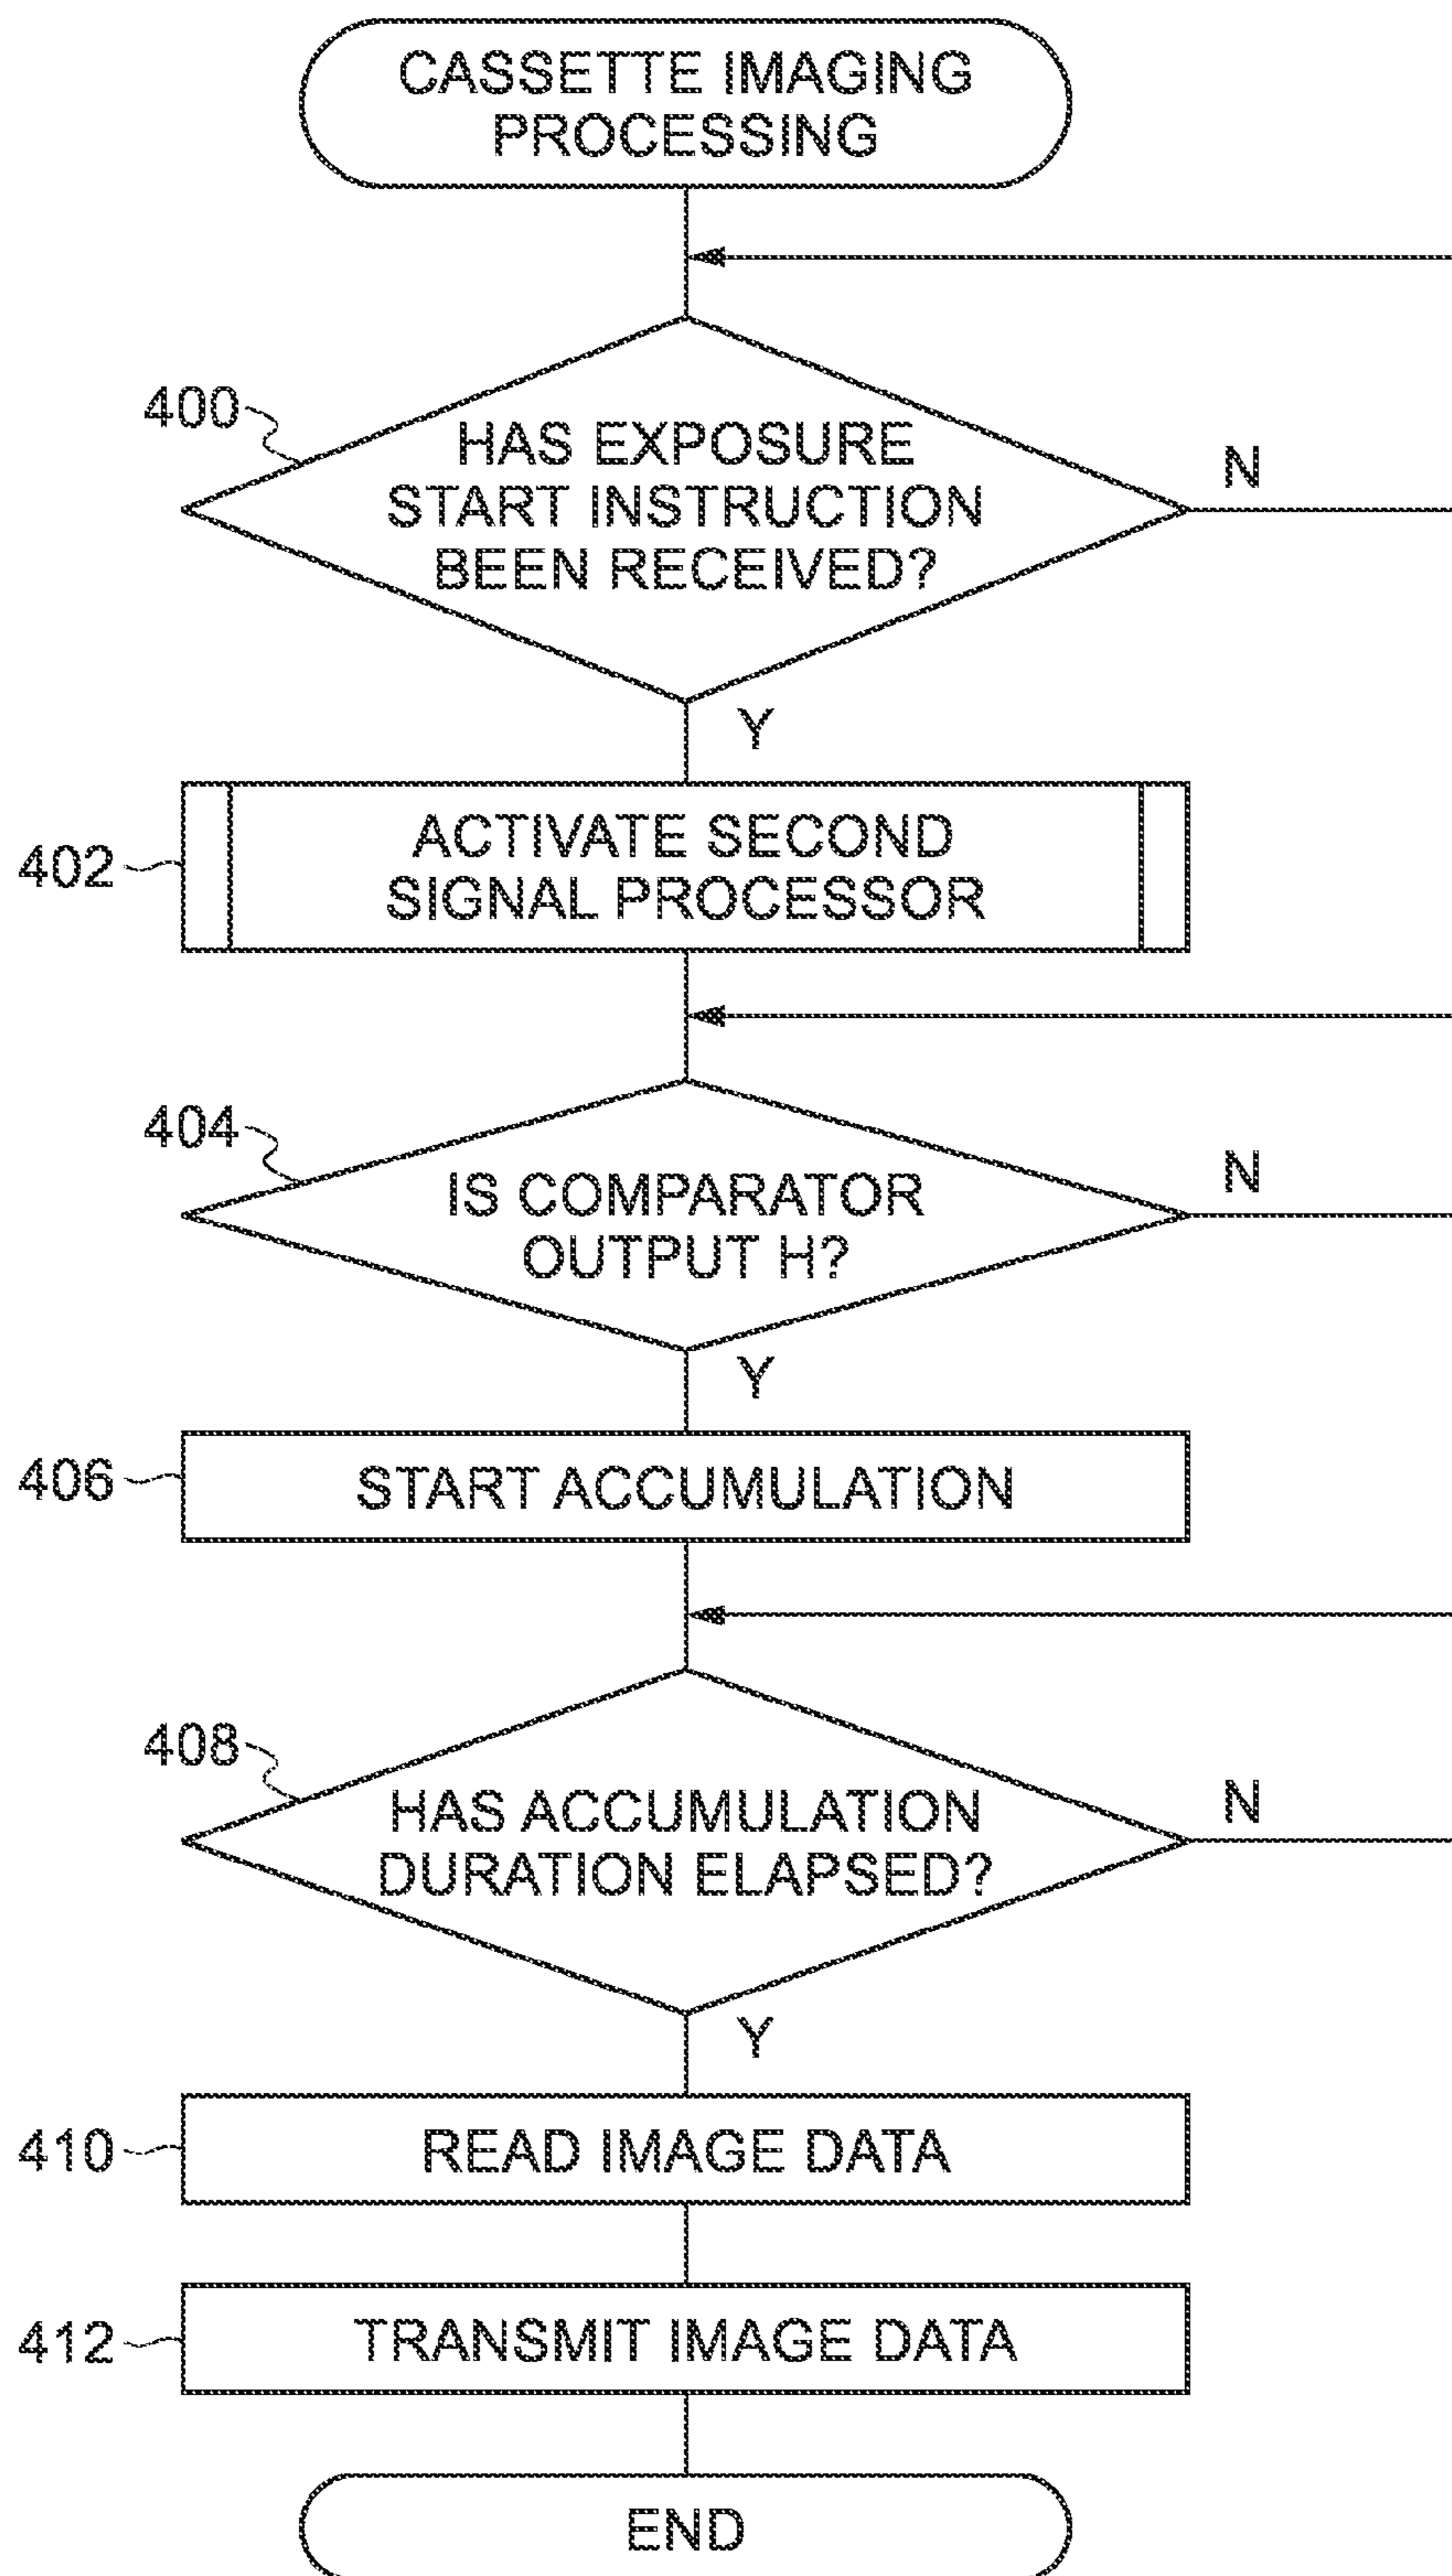 CASSETTE IMAGING
PROCESSING
400
HAS EXPOSURE
START INSTRUCTION
BEEN RECEIVED?
N
Y
402
ACTIVATE SECOND
SIGNAL PROCESSOR
404
IS COMPARATOR
OUTPUT H?
N
Y
406
START ACCUMULATION
408
HAS ACCUMULATION
DURATION ELAPSED?
N
Y
410
READ IMAGE DATA
412
TRANSMIT IMAGE DATA
END